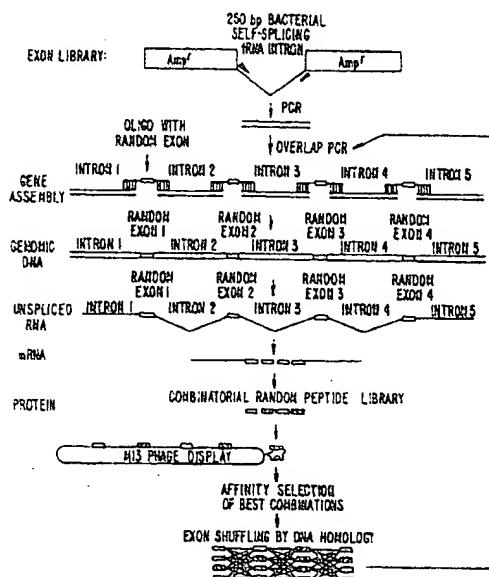 250 bp BACTERIAL
SELF-SPLICING
tRNA INTRON
EXON LIBRARY:
Ampr
Ampr
PCR
OLIGO WITH
RANDOM EXON
OVERLAP PCR
INTRON 1 INTRON 2 INTRON 3 INTRON 4 INTRON 5
GENE
ASSEMBLY
RANDOM
EXON 1
RANDOM
EXON2
RANDOM
EXON 3
RANDOM
EXON 4
GENOMIC
DNA
INTRON 1 INTRON 2 INTRON 3 INTRON 4 INTRON 5
RANDOM
EXON 1
RANDOM
EXON 2
RANDOM
EXON 3
RANDOM
EXON 4
UNSPLICED
RNA
INTRON 1 INTRON 2 INTRON 3 INTRON 4 INTRON 5
mRNA
COMBINATORIAL RANDOM PEPTIDE LIBRARY
PROTEIN
M13 PHAGE DISPLAY
AFFINITY SELECTION
OF BEST COMBINATIONS
EXON SHUFFLING BY DNA HOMOLOGY